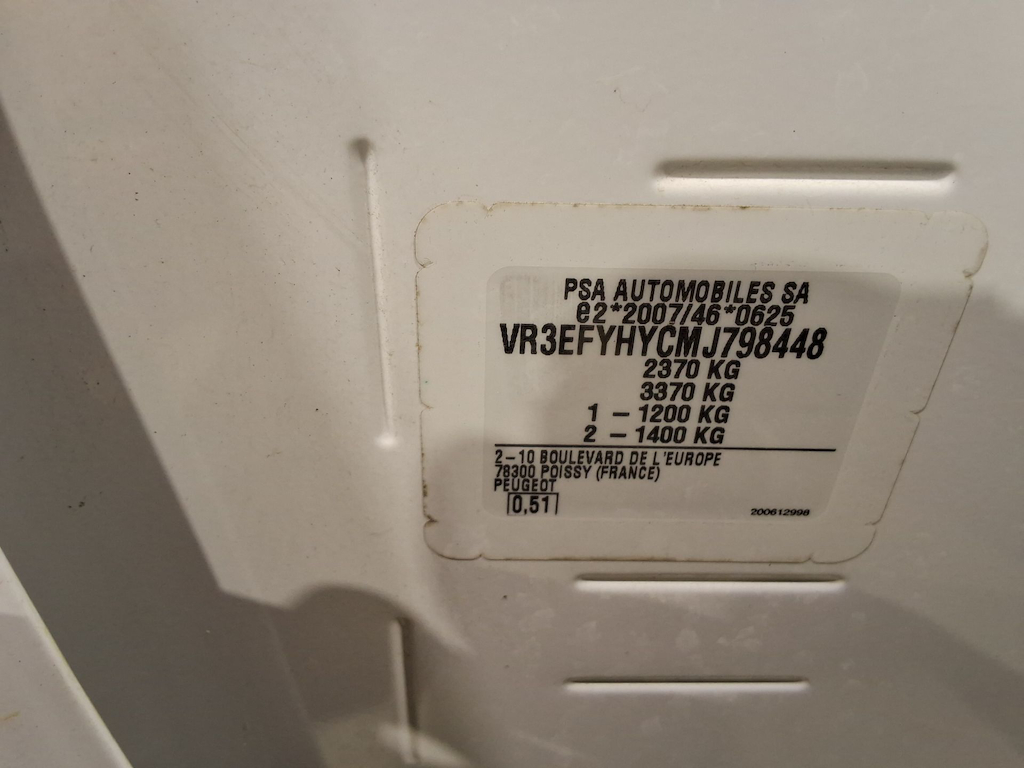 PSA AUTOMOBILES SA
e2*2007/46*0625
VR3EFYHYCMJ798448
2370 KG
3370 KG
1 – 1200 KG
2 – 1400 KG
2–10 BOULEVARD DE L'EUROPE
78300 POISSY (FRANCE)
PEUGEOT
0,51
200612998